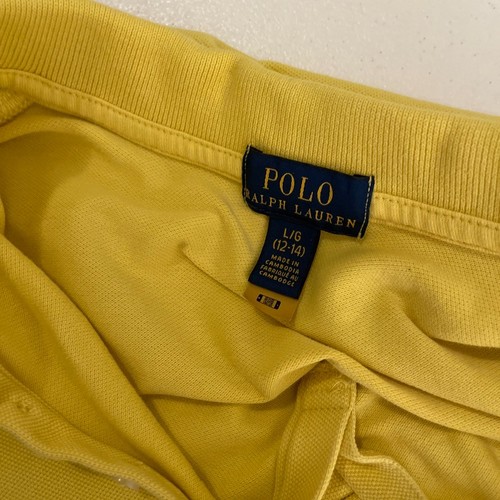 POLO
RALPH LAUREN
L/G
(12-14)
MADE IN
CAMBODIA
FABRIQUÉ AU
CAMBODGE